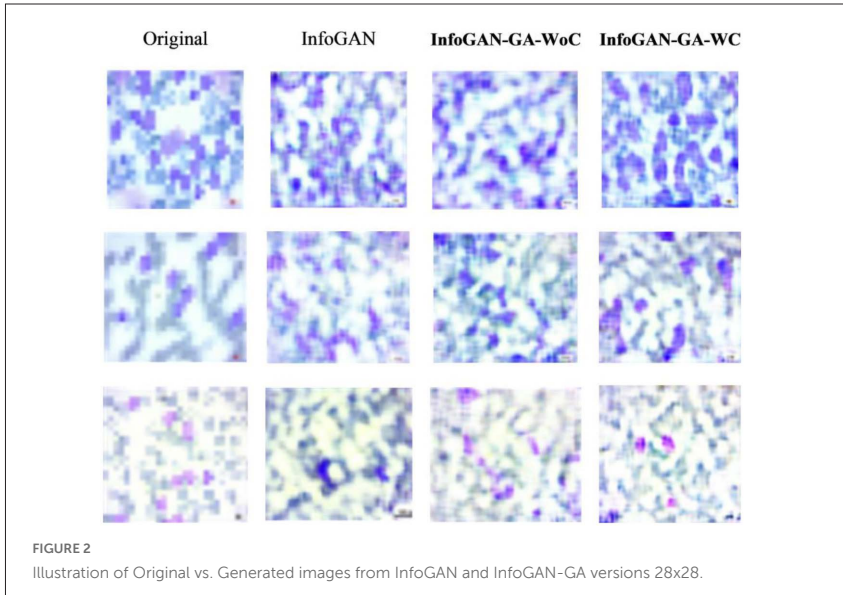 Original InfoGAN InfoGAN-GA-WoC InfoGAN-GA-WC
FIGURE 2
Illustration of Original vs. Generated images from InfoGAN and InfoGAN-GA versions 28x28.